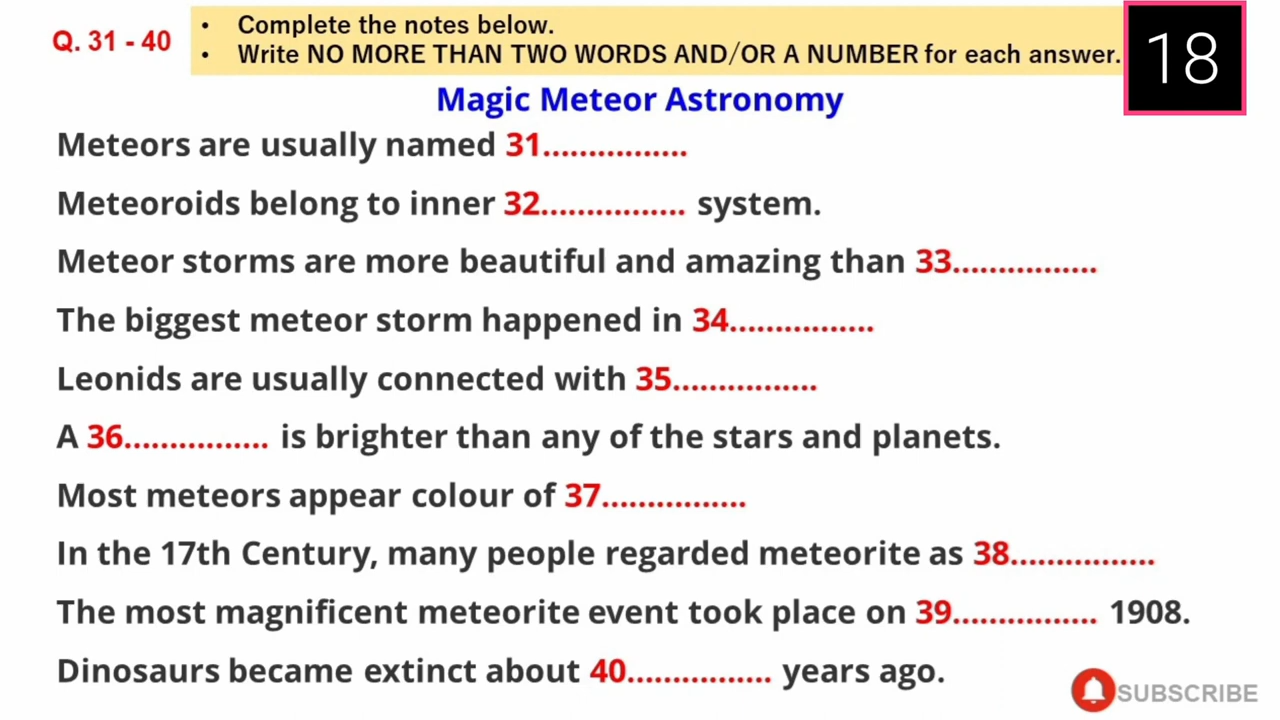 Q. 31 - 40
• Complete the notes below.
• Write NO MORE THAN TWO WORDS AND/OR A NUMBER for each answer.
18
Magic Meteor Astronomy
Meteors are usually named 31................
Meteoroids belong to inner 32................ system.
Meteor storms are more beautiful and amazing than 33................
The biggest meteor storm happened in 34................
Leonids are usually connected with 35................
A 36................ is brighter than any of the stars and planets.
Most meteors appear colour of 37................
In the 17th Century, many people regarded meteorite as 38................
The most magnificent meteorite event took place on 39................ 1908.
Dinosaurs became extinct about 40................ years ago.
SUBSCRIBE